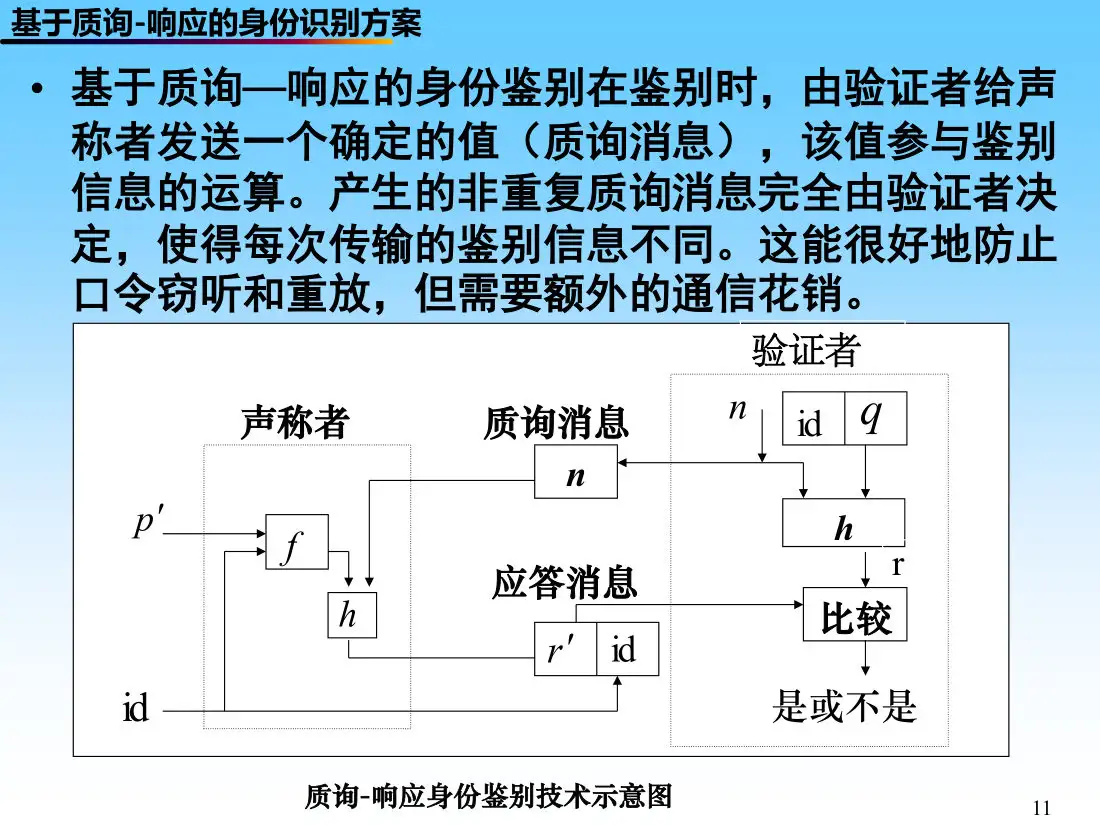 基于质询-响应的身份识别方案
• 基于质询—响应的身份鉴别在鉴别时，由验证者给声
称者发送一个确定的值（质询消息），该值参与鉴别
信息的运算。产生的非重复质询消息完全由验证者决
定，使得每次传输的鉴别信息不同。这能很好地防止
口令窃听和重放，但需要额外的通信花销。
验证者
声称者
质询消息
n
id q
n
p'
f
h
r
应答消息
h
比较
r' id
id
是或不是
质询-响应身份鉴别技术示意图
11